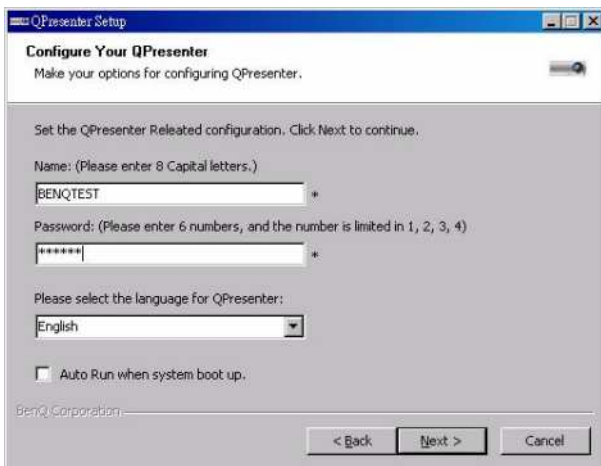 QPresenter Setup
Configure Your QPresenter
Make your options for configuring QPresenter.
Set the QPresenter Releated configuration. Click Next to continue.
Name: (Please enter 8 Capital letters.)
BENQTEST
*
Password: (Please enter 6 numbers, and the number is limited in 1, 2, 3, 4)
******
*
Please select the language for QPresenter:
English
Auto Run when system boot up.
BenQ Corporation
< Back
Next >
Cancel